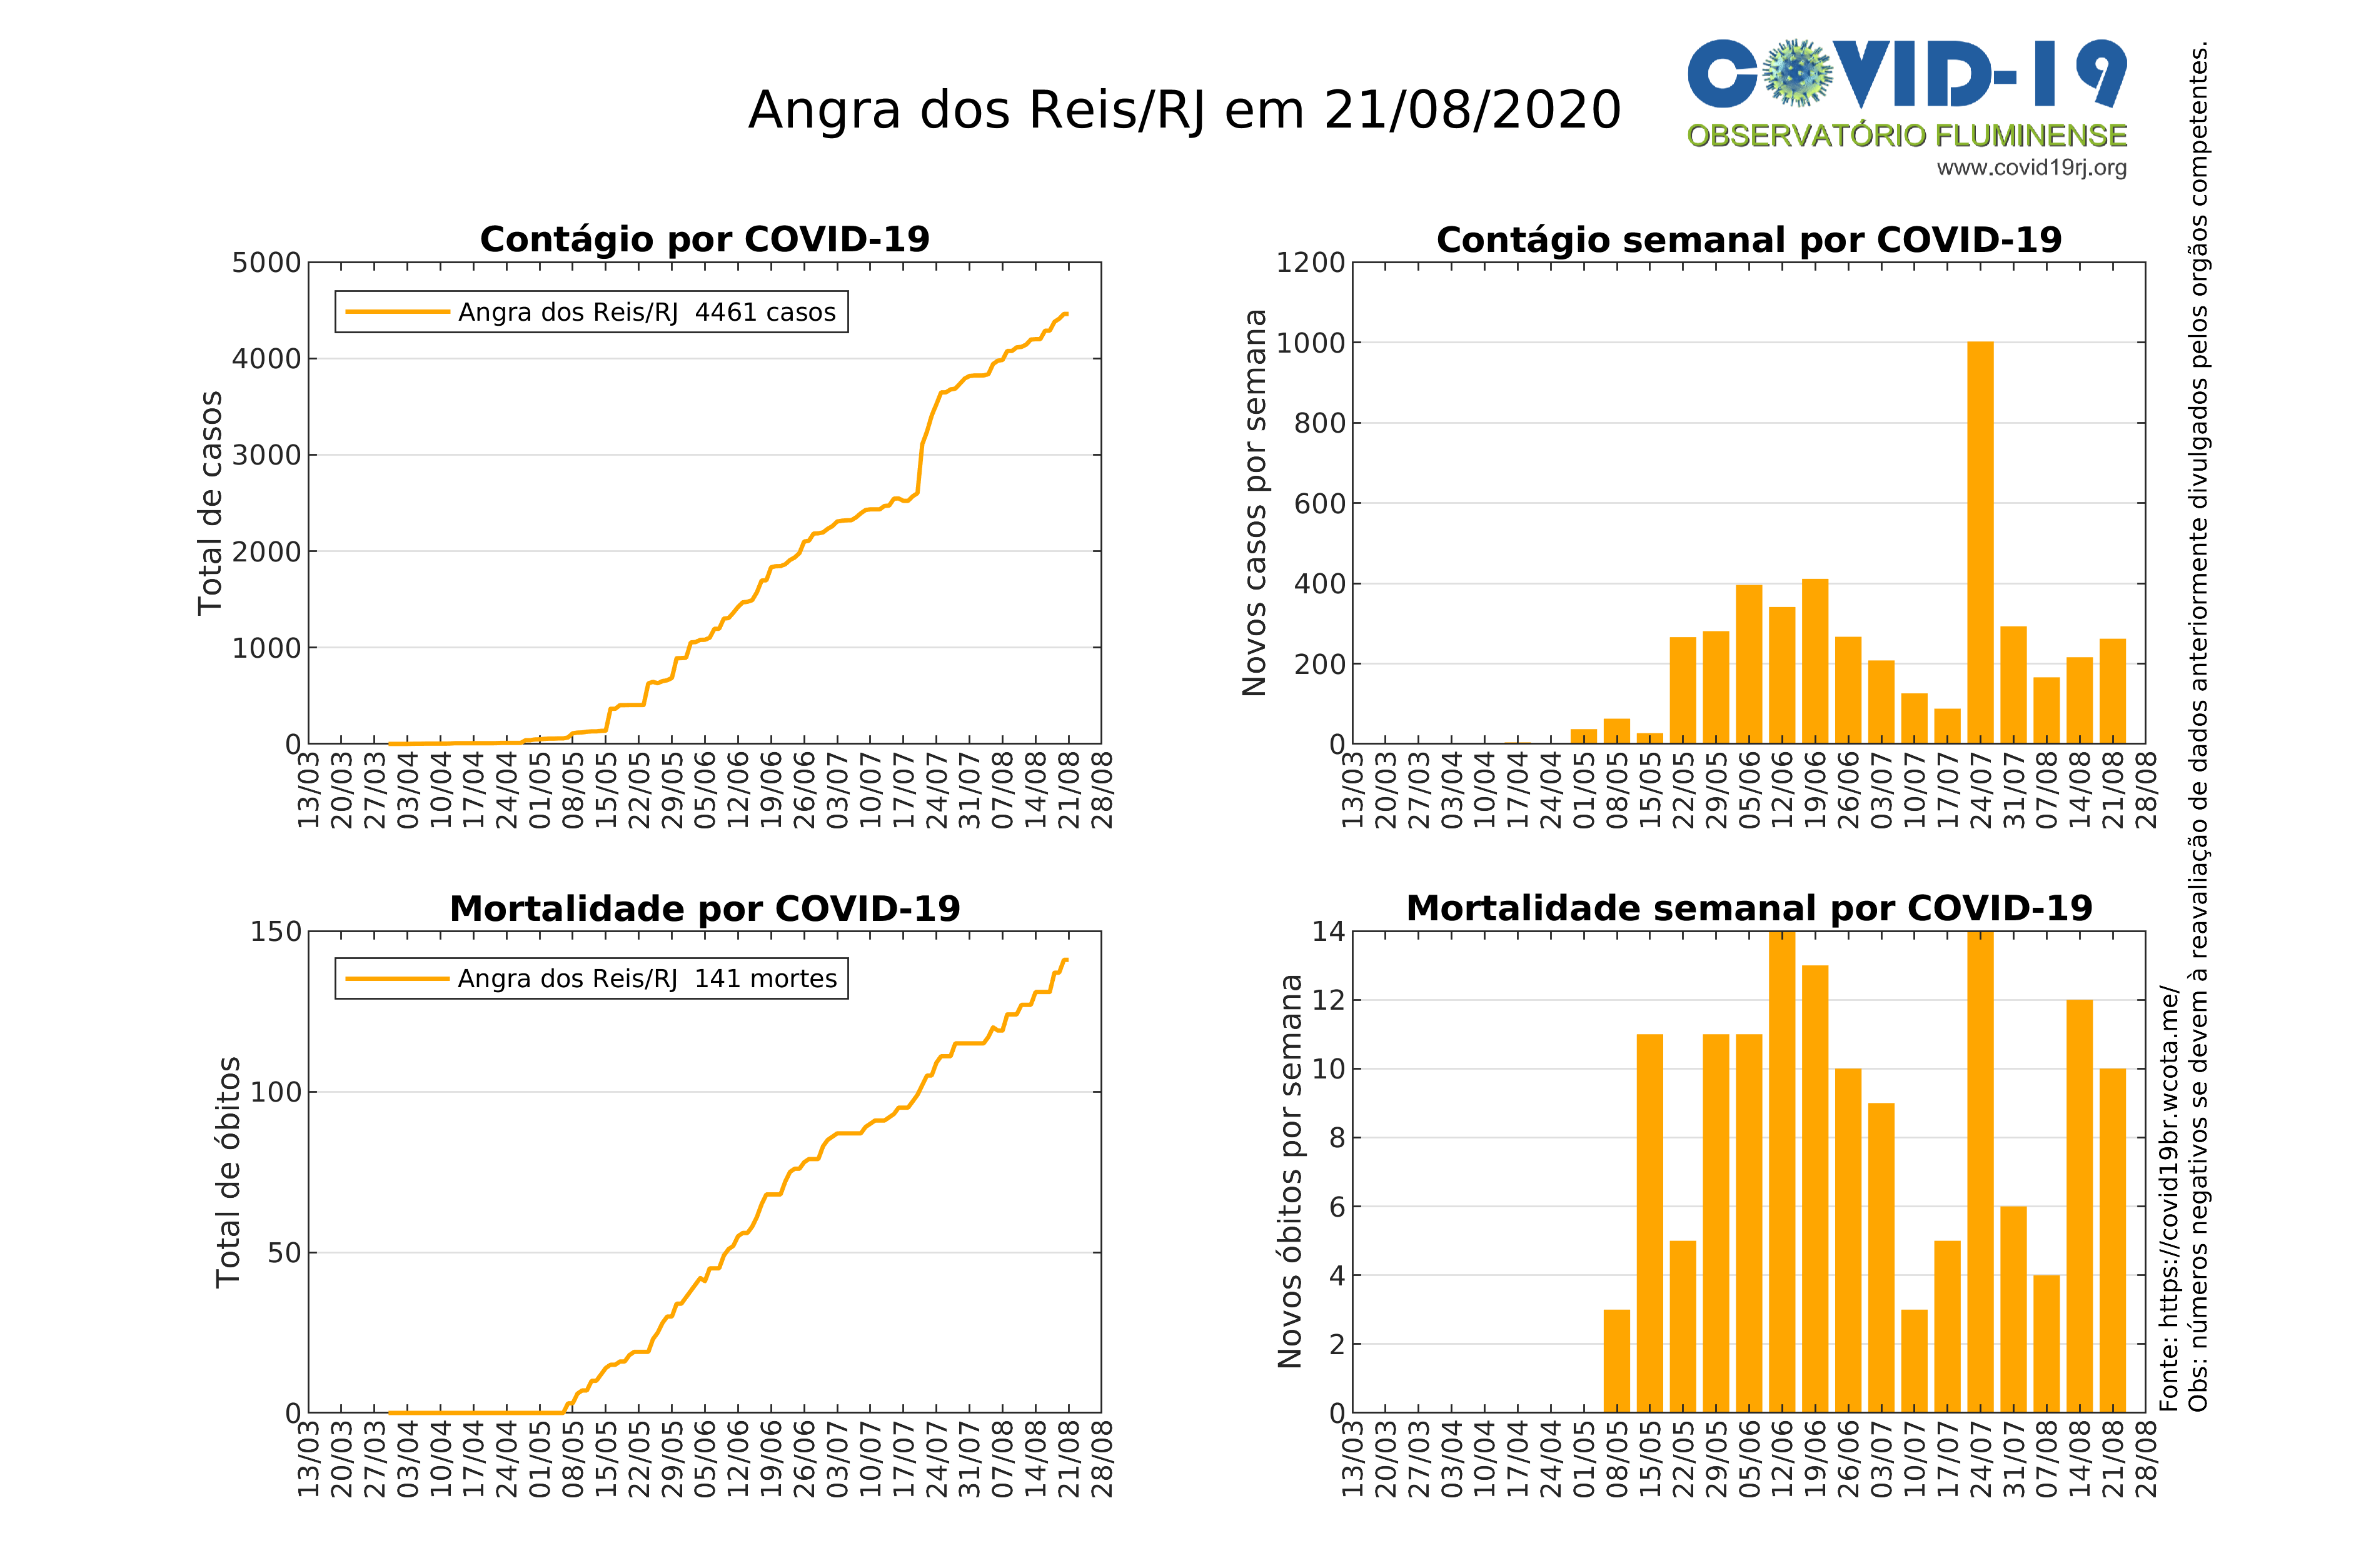 Angra dos Reis/RJ em 21/08/2020
COVID-19
OBSERVATÓRIO FLUMINENSE
www.covid19rj.org
Contágio por COVID-19
Total de casos
5000
4000
3000
2000
1000
0
Angra dos Reis/RJ 4461 casos
13/03 20/03 27/03 03/04 10/04 17/04 24/04 01/05 08/05 15/05 22/05 29/05 05/06 12/06 19/06 26/06 03/07 10/07 17/07 24/07 31/07 07/08 14/08 21/08 28/08
Contágio semanal por COVID-19
Novos casos por semana
1200
1000
800
600
400
200
0
13/03 20/03 27/03 03/04 10/04 17/04 24/04 01/05 08/05 15/05 22/05 29/05 05/06 12/06 19/06 26/06 03/07 10/07 17/07 24/07 31/07 07/08 14/08 21/08 28/08
Mortalidade por COVID-19
Total de óbitos
150
100
50
0
Angra dos Reis/RJ 141 mortes
13/03 20/03 27/03 03/04 10/04 17/04 24/04 01/05 08/05 15/05 22/05 29/05 05/06 12/06 19/06 26/06 03/07 10/07 17/07 24/07 31/07 07/08 14/08 21/08 28/08
Mortalidade semanal por COVID-19
Novos óbitos por semana
14
12
10
8
6
4
2
0
13/03 20/03 27/03 03/04 10/04 17/04 24/04 01/05 08/05 15/05 22/05 29/05 05/06 12/06 19/06 26/06 03/07 10/07 17/07 24/07 31/07 07/08 14/08 21/08 28/08
Fonte: https://covid19br.wcota.me/
Obs: números negativos se devem à reavaliação de dados anteriormente divulgados pelos orgãos competentes.